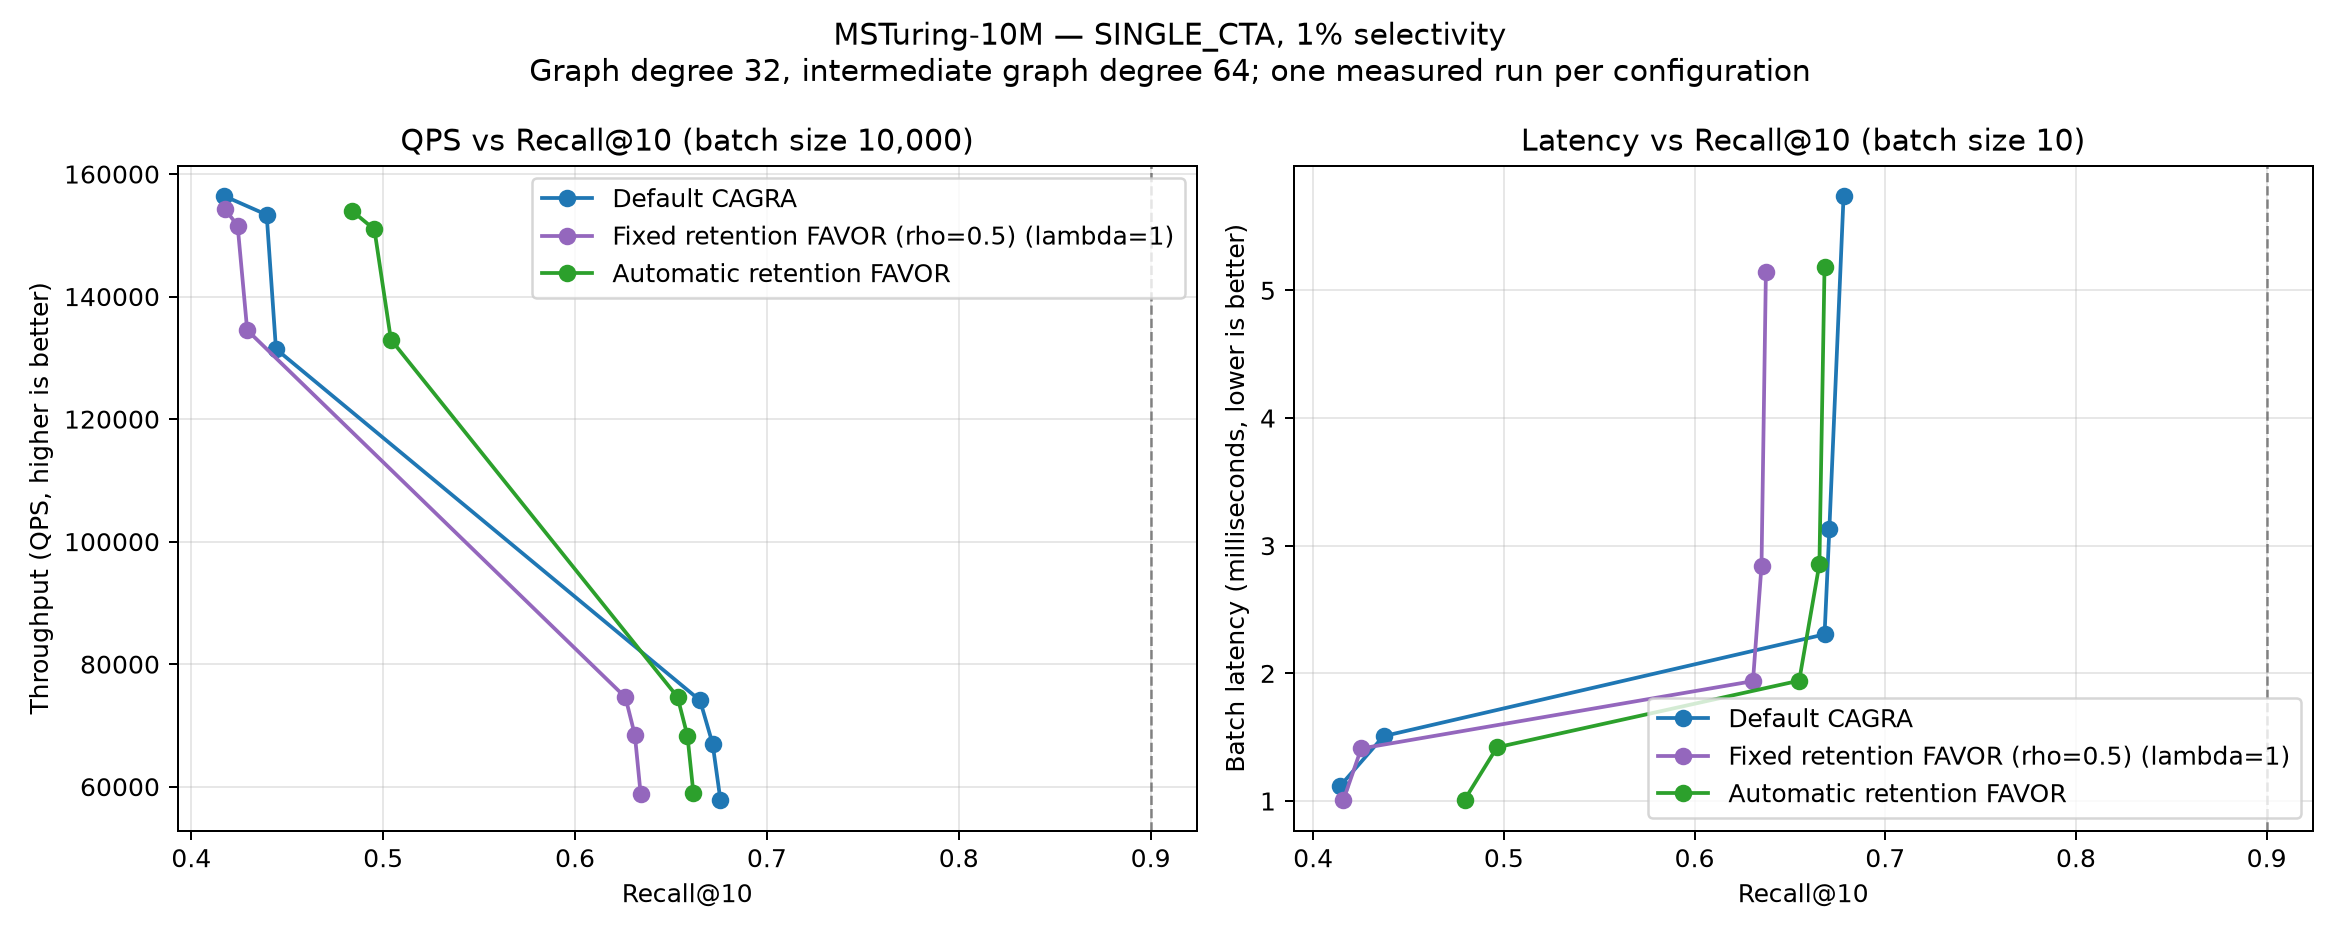 MSTuring-10M — SINGLE_CTA, 1% selectivity
Graph degree 32, intermediate graph degree 64; one measured run per configuration
QPS vs Recall@10 (batch size 10,000)
Throughput (QPS, higher is better)
160000
140000
120000
100000
80000
60000
Default CAGRA
Fixed retention FAVOR (rho=0.5) (lambda=1)
Automatic retention FAVOR
0.4 0.5 0.6 0.7 0.8 0.9
Recall@10
Latency vs Recall@10 (batch size 10)
Batch latency (milliseconds, lower is better)
5
4
3
2
1
Default CAGRA
Fixed retention FAVOR (rho=0.5) (lambda=1)
Automatic retention FAVOR
0.4 0.5 0.6 0.7 0.8 0.9
Recall@10